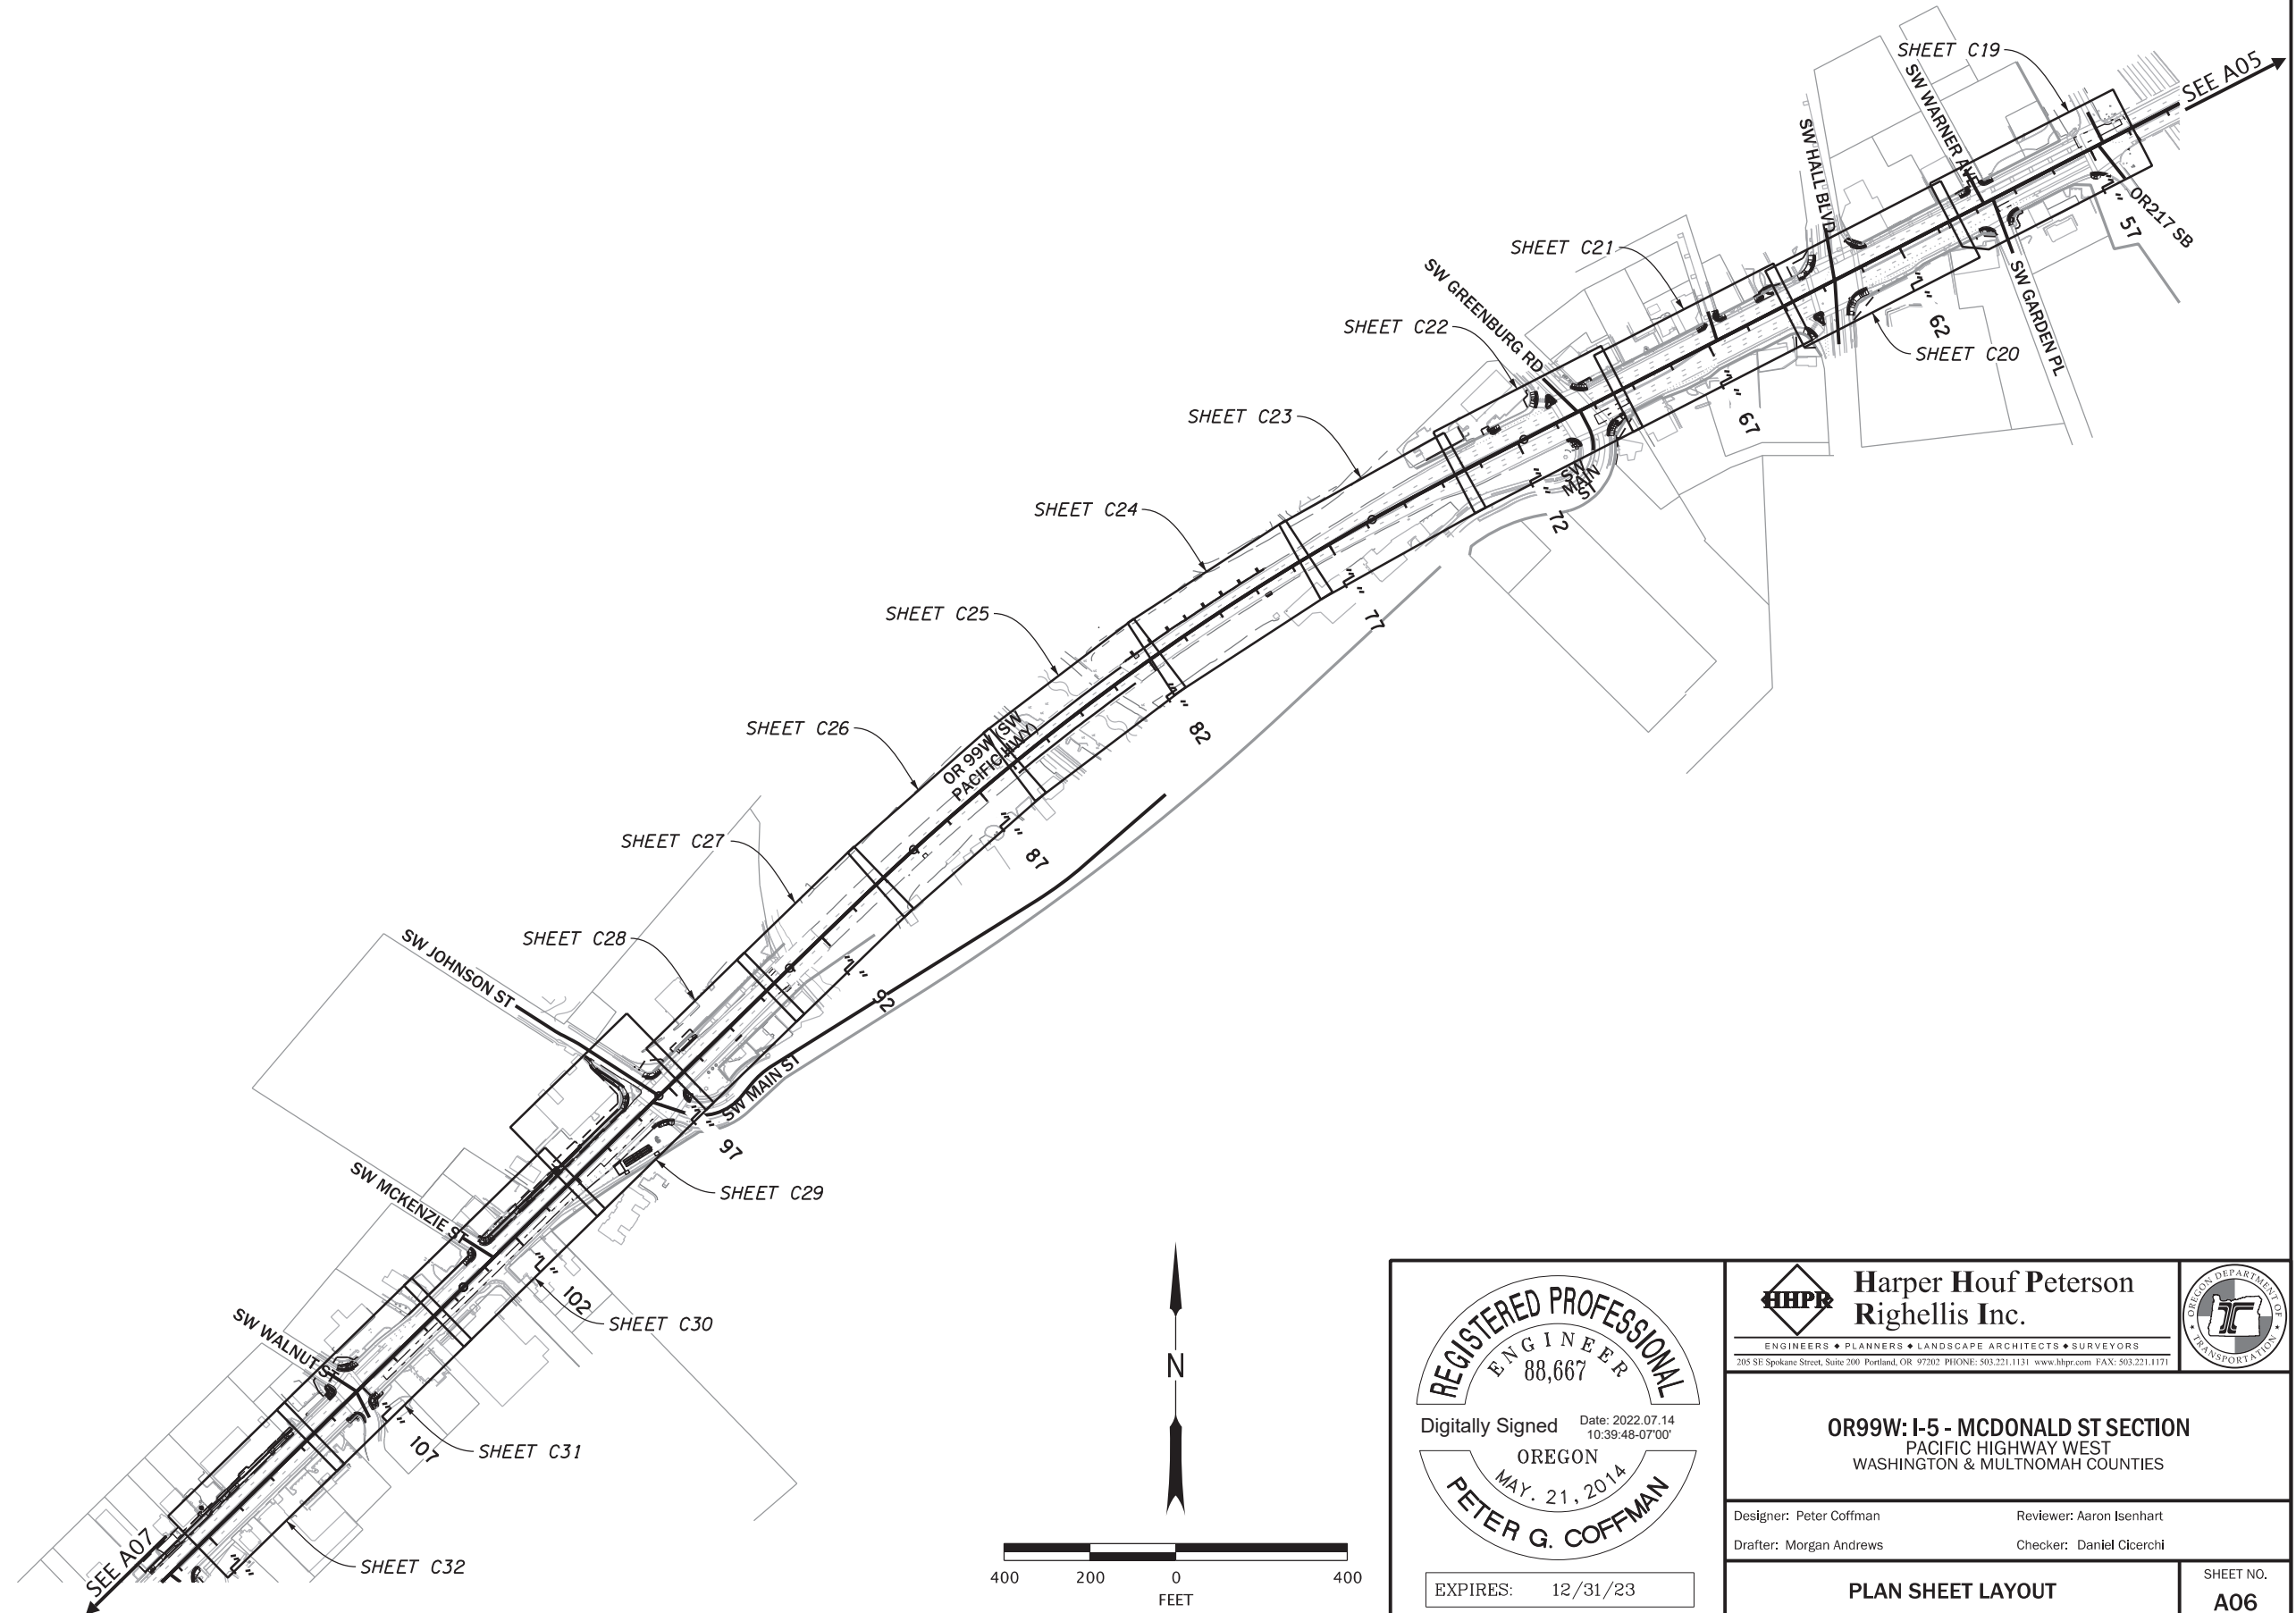 SHEET C19
SEE A05
SW WARNER AVE
SW HALL BLVD
OR217 SB
57
SW GARDEN PL
62
SHEET C20
SHEET C21
SW GREENBURG RD
SHEET C22
67
SHEET C23
SW
MAIN
ST
72
SHEET C24
77
SHEET C25
82
SHEET C26
OR 99W (SW
PACIFIC HWY)
87
SHEET C27
92
SHEET C28
SW JOHNSON ST
SW MAIN ST
97
SHEET C29
SW MCKENZIE ST
102
SHEET C30
SW WALNUT ST
107
SHEET C31
SHEET C32
SEE A07
N
400 200 0 400
FEET
REGISTERED PROFESSIONAL
ENGINEER
88,667
Digitally Signed
Date: 2022.07.14
10:39:48-07'00'
OREGON
MAY. 21, 2014
PETER G. COFFMAN
EXPIRES: 12/31/23
HHPR
Harper Houf Peterson
Righellis Inc.
ENGINEERS ♦ PLANNERS ♦ LANDSCAPE ARCHITECTS ♦ SURVEYORS
205 SE Spokane Street, Suite 200 Portland, OR 97202 PHONE: 503.221.1131 www.hhpr.com FAX: 503.221.1171
OREGON DEPARTMENT OF
TRANSPORTATION
OR99W: I-5 - MCDONALD ST SECTION
PACIFIC HIGHWAY WEST
WASHINGTON & MULTNOMAH COUNTIES
Designer: Peter Coffman
Reviewer: Aaron Isenhart
Drafter: Morgan Andrews
Checker: Daniel Cicerchi
PLAN SHEET LAYOUT
SHEET NO.
A06